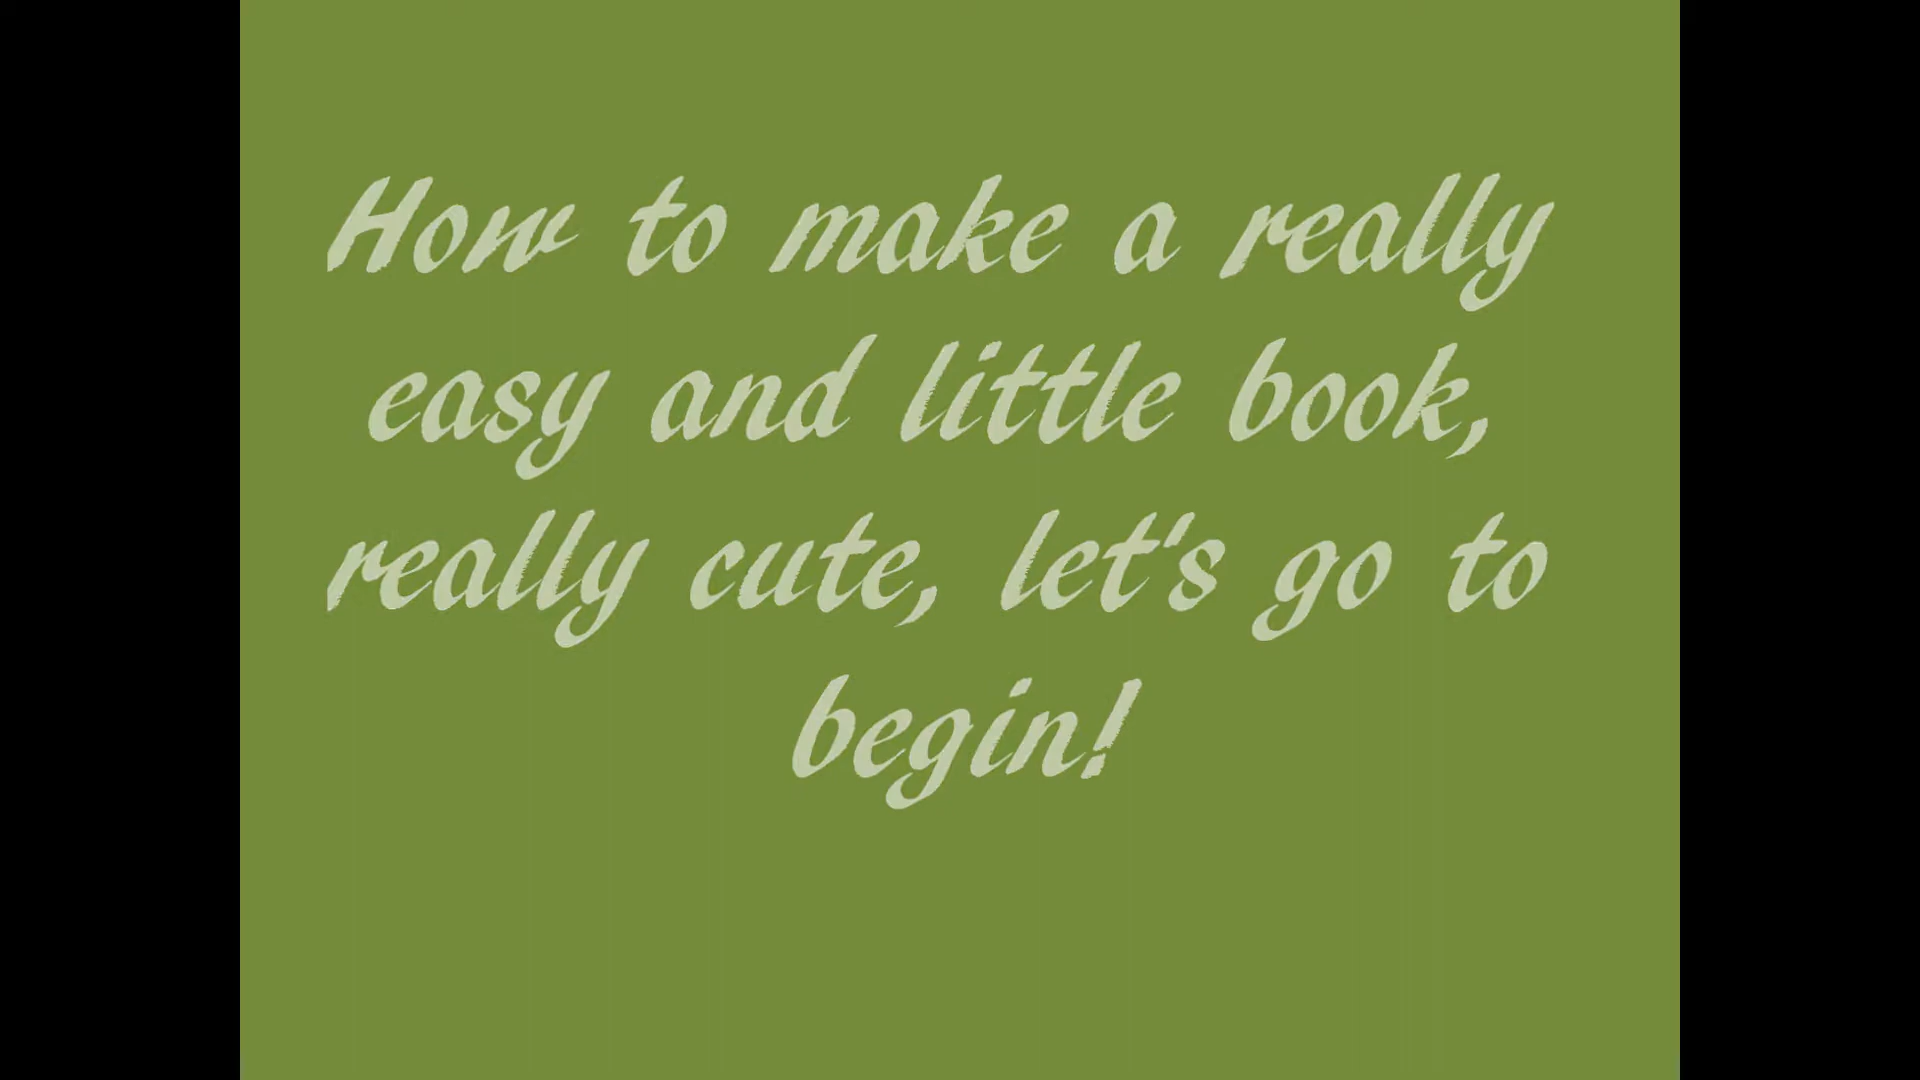 How to make a really
easy and little book,
really cute, let's go to
begin!